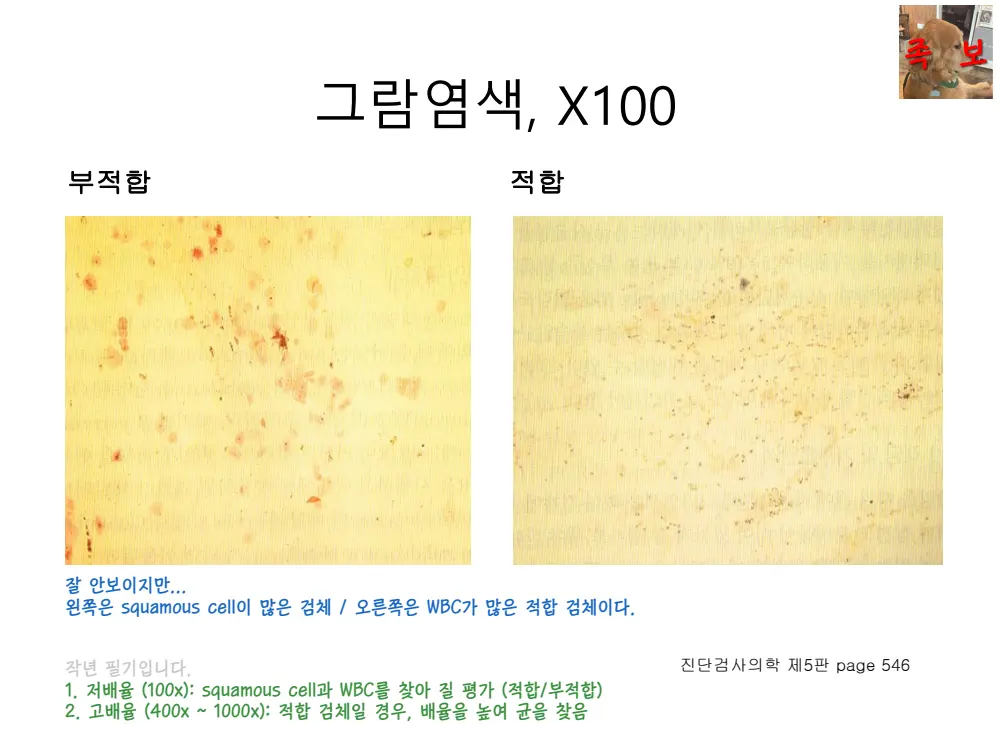 족 보
그람염색, X100
부적합
적합
잘 안보이지만...
왼쪽은 squamous cell이 많은 검체 / 오른쪽은 WBC가 많은 적합 검체이다.
작년 필기입니다.
진단검사의학 제5판 page 546
1. 저배율 (100x): squamous cell과 WBC를 찾아 질 평가 (적합/부적합)
2. 고배율 (400x ~ 1000x): 적합 검체일 경우, 배율을 높여 균을 찾음